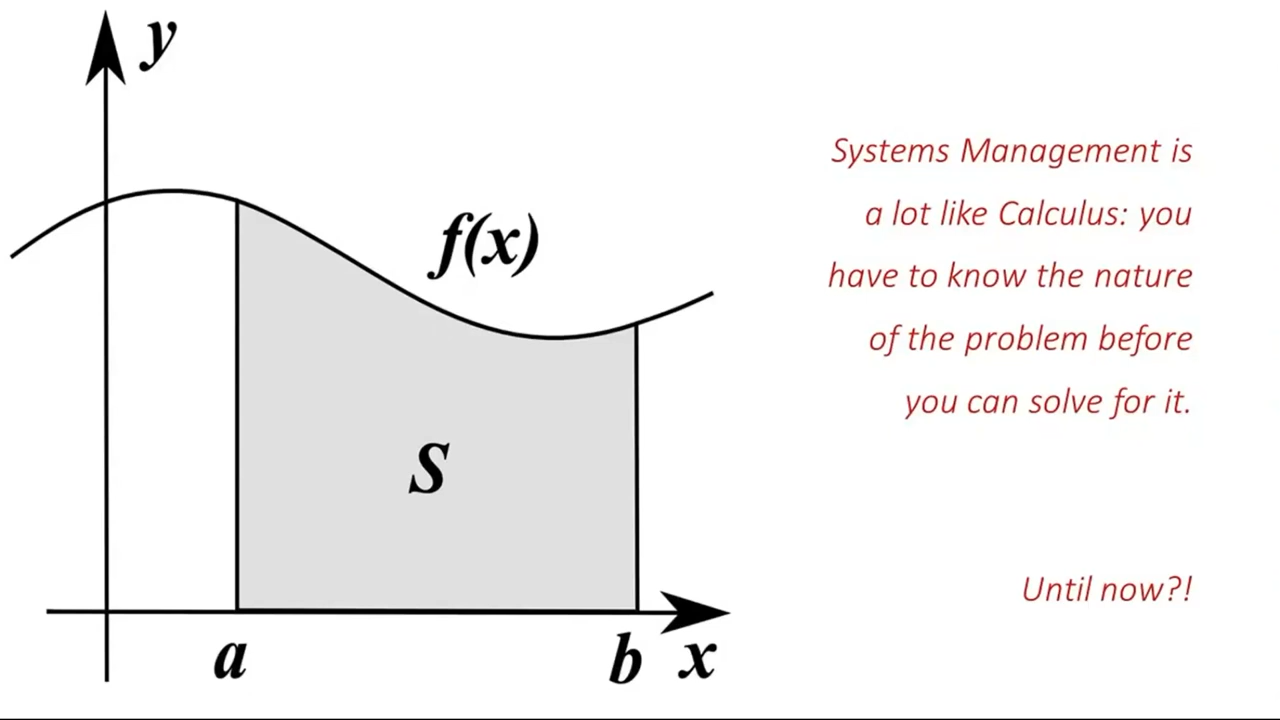 y
f(x)
S
a
b
x
Systems Management is
a lot like Calculus: you
have to know the nature
of the problem before
you can solve for it.
Until now?!